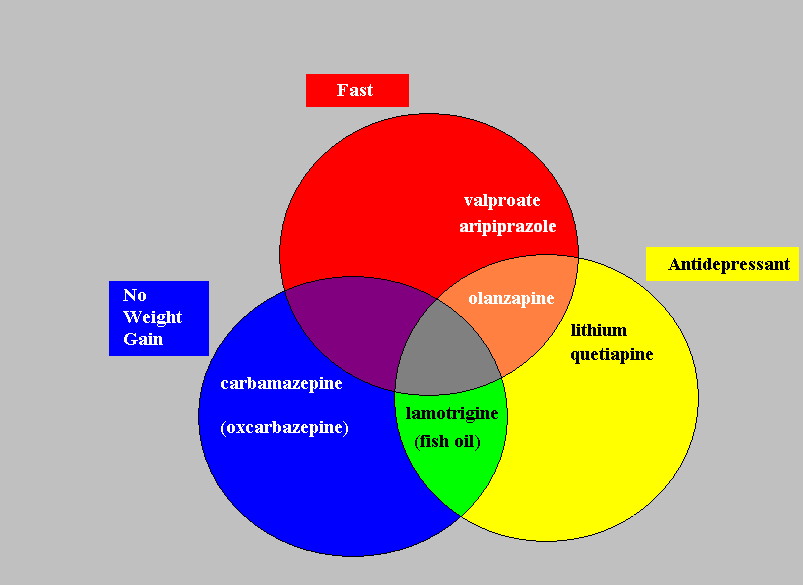 Fast
valproate
aripiprazole
Antidepressant
No
Weight
Gain
olanzapine
lithium
quetiapine
carbamazepine
(oxcarbazepine)
lamotrigine
(fish oil)